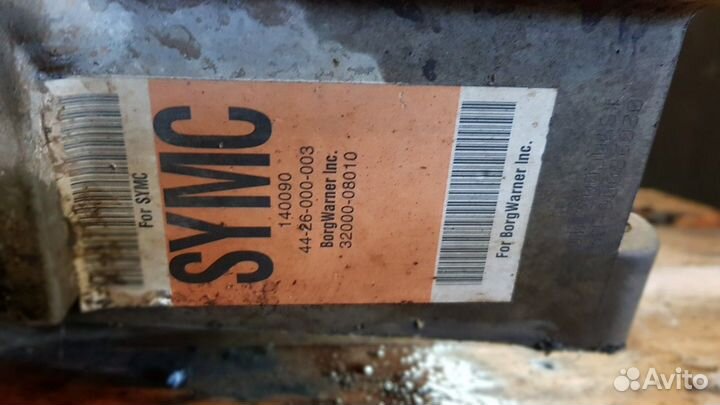 For SYMC
SYMC
140090
44-26-000-003
BorgWarner Inc.
32000-08010
For BorgWarner Inc.
Avito